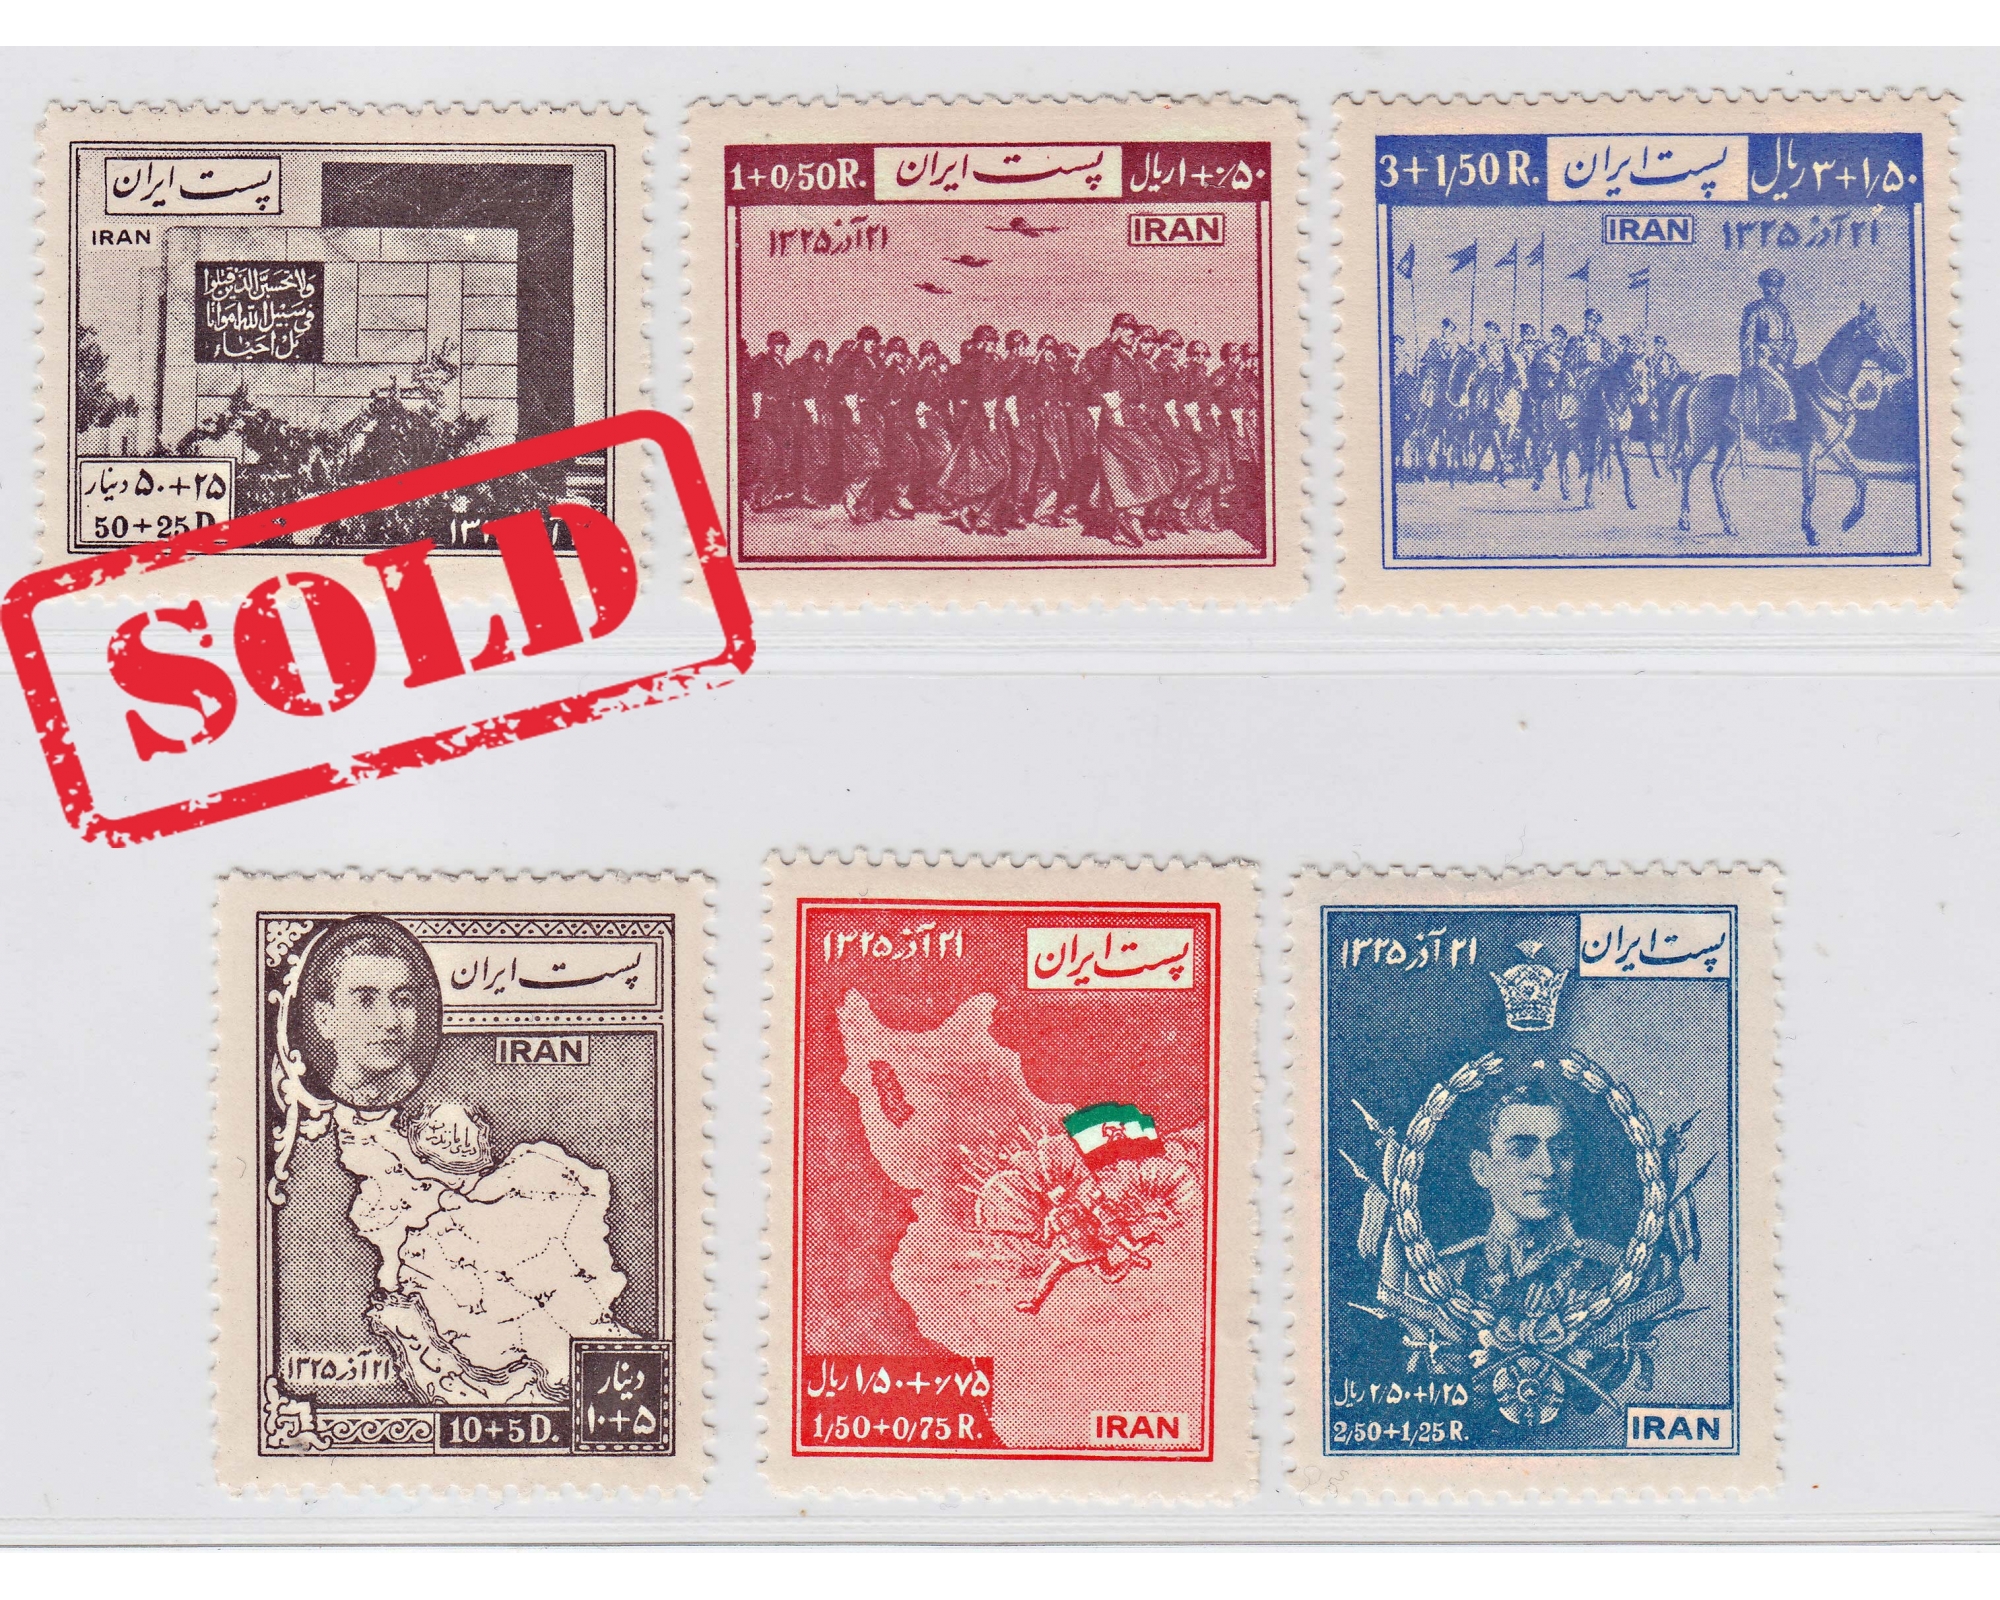 پست ایران
IRAN
ولا تحسبن الذین قتلوا
فی سبیل الله امواتا
بل احیاء
۵۰+۲۵ دینار
50+25 D.
1+0/50R.
پست ایران
۱+۰/۵۰ ریال
IRAN
۲۱ آذر ۱۳۲۵
3+1/50 R.
پست ایران
۳+۱/۵۰ ریال
IRAN
۲۱ آذر ۱۳۲۵
SOLD
پست ایران
IRAN
دریای مازندران
خلیج فارس
۲۱ آذر ۱۳۲۵
10+5D.
دینار
۱۰+۵
۲۱ آذر ۱۳۲۵
پست ایران
۱/۵۰+۰/۷۵ ریال
1/50+0/75 R.
IRAN
۲۱ آذر ۱۳۲۵
پست ایران
۲/۵۰+۱/۲۵ ریال
2/50+1/25 R.
IRAN